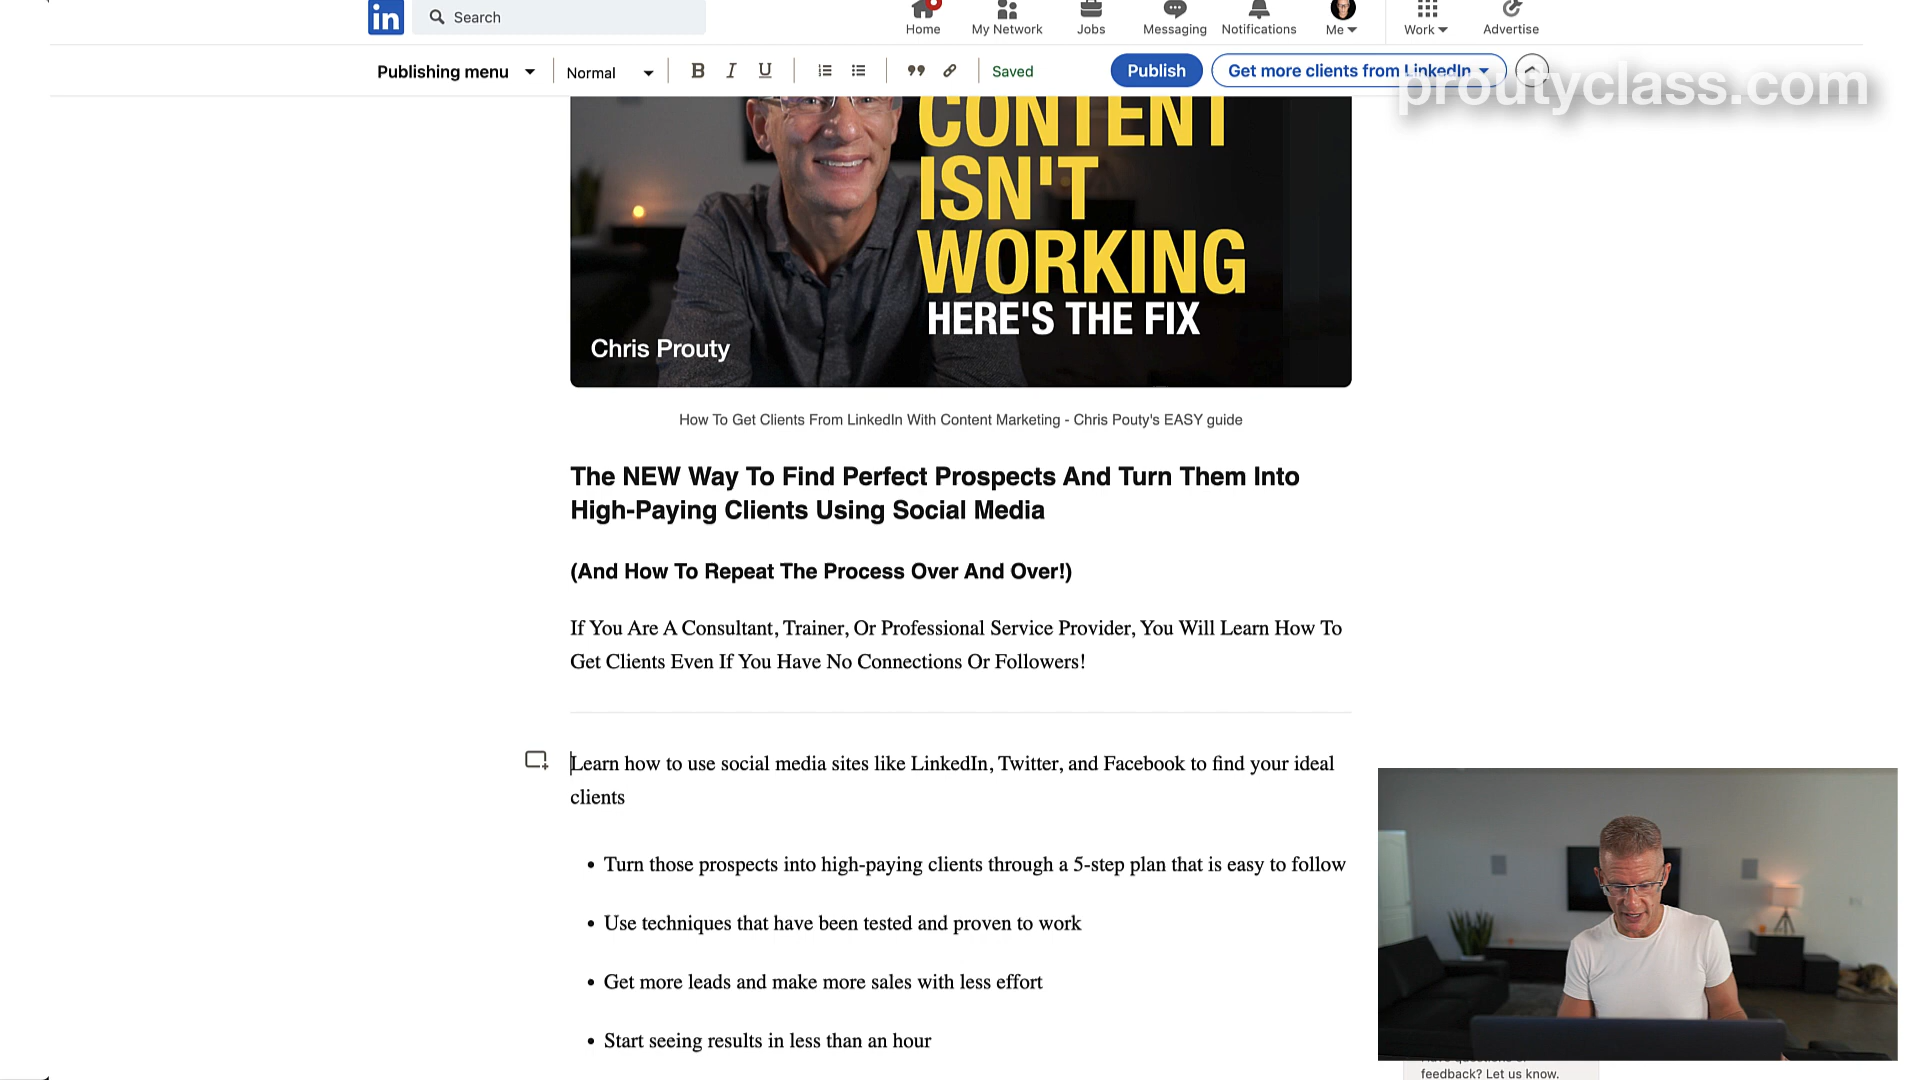 in
Search
Home
My Network
Jobs
Messaging
Notifications
Me
Work
Advertise
Publishing menu
Normal
B I U
Saved
Publish
Get more clients from LinkedIn
proutyclass.com
CONTENT
ISN'T
WORKING
HERE'S THE FIX
Chris Prouty
How To Get Clients From LinkedIn With Content Marketing - Chris Pouty's EASY guide
The NEW Way To Find Perfect Prospects And Turn Them Into
High-Paying Clients Using Social Media
(And How To Repeat The Process Over And Over!)
If You Are A Consultant, Trainer, Or Professional Service Provider, You Will Learn How To
Get Clients Even If You Have No Connections Or Followers!
Learn how to use social media sites like LinkedIn, Twitter, and Facebook to find your ideal
clients
• Turn those prospects into high-paying clients through a 5-step plan that is easy to follow
• Use techniques that have been tested and proven to work
• Get more leads and make more sales with less effort
• Start seeing results in less than an hour
feedback? Let us know.